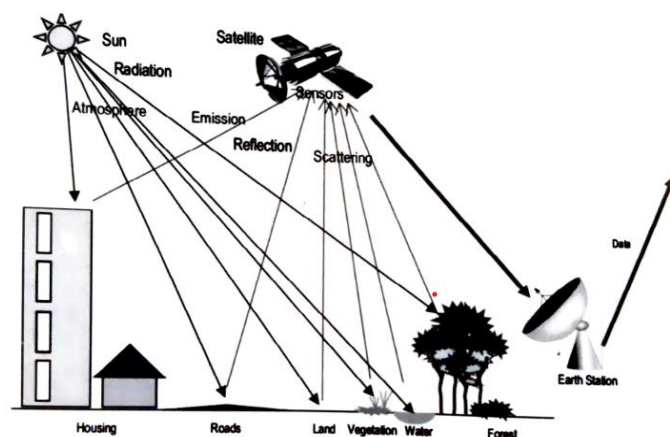 Sun
Satellite
Radiation
Sensors
Atmosphere
Emission
Reflection
Scattering
Data
Earth Station
Housing
Roads
Land
Vegetation
Water
Forest